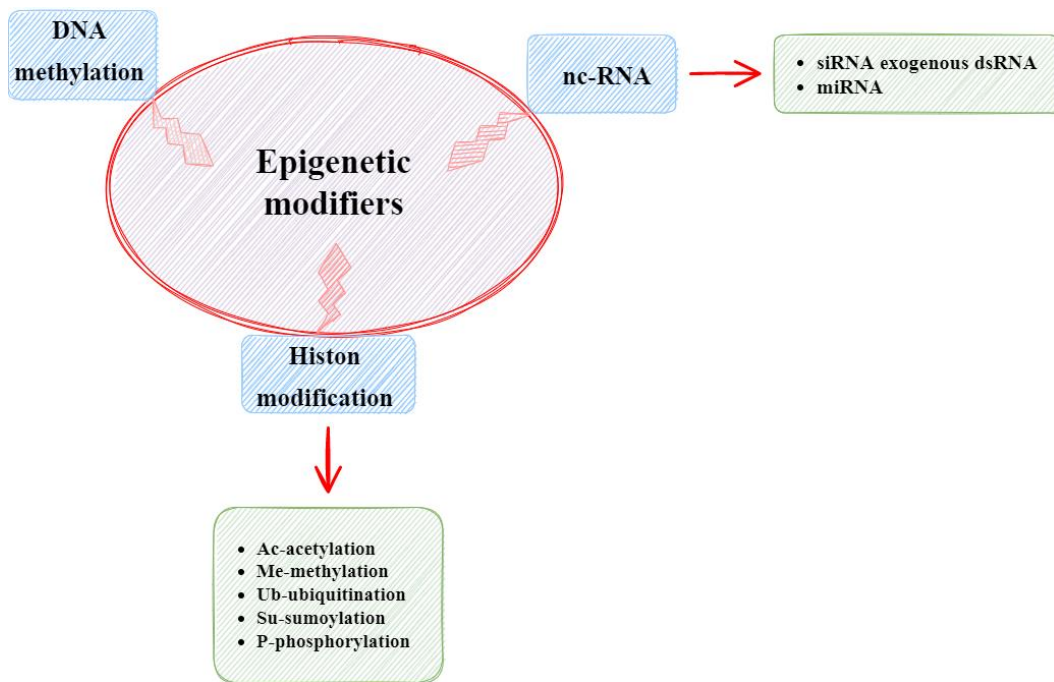 DNA
methylation
nc-RNA
• siRNA exogenous dsRNA
• miRNA
Epigenetic
modifiers
Histon
modification
• Ac-acetylation
• Me-methylation
• Ub-ubiquitination
• Su-sumoylation
• P-phosphorylation